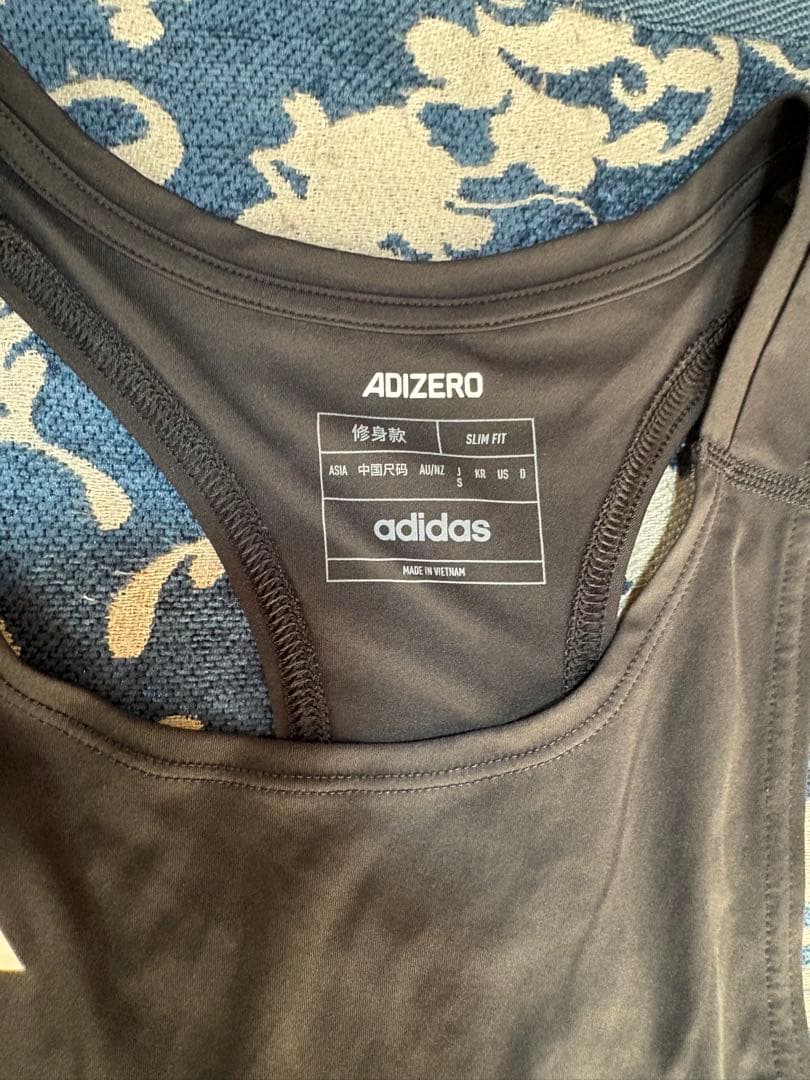 ADIZERO
修身款 SLIM FIT
ASIA 中国尺码 AU/NZ J KR US D
S
adidas
MADE IN VIETNAM